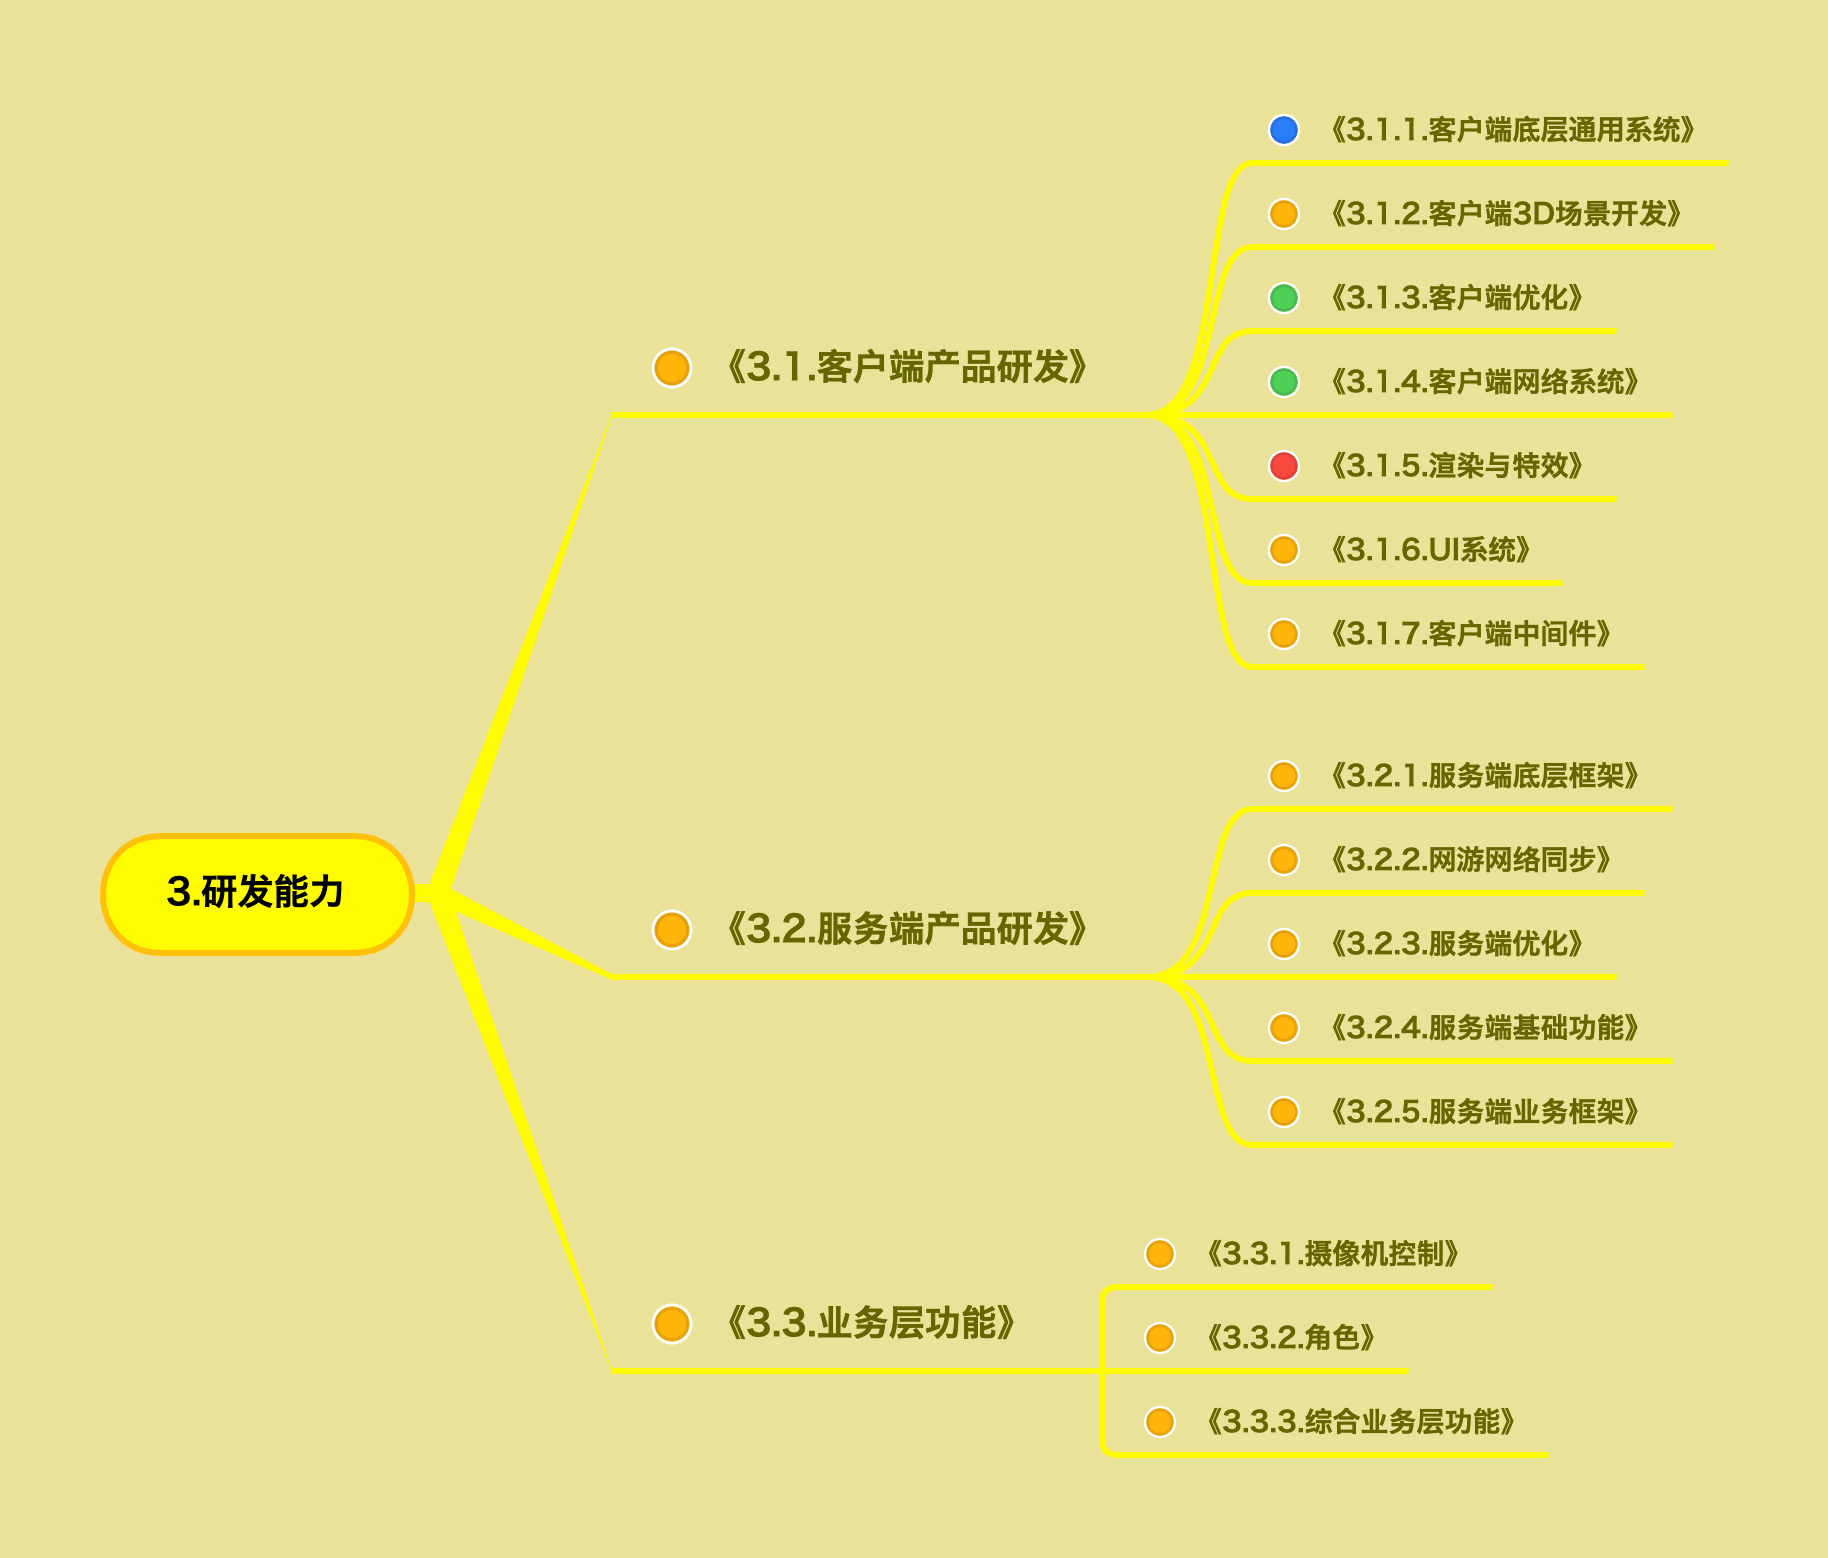 3.研发能力
《3.1.客户端产品研发》
《3.1.1.客户端底层通用系统》
《3.1.2.客户端3D场景开发》
《3.1.3.客户端优化》
《3.1.4.客户端网络系统》
《3.1.5.渲染与特效》
《3.1.6.UI系统》
《3.1.7.客户端中间件》
《3.2.服务端产品研发》
《3.2.1.服务端底层框架》
《3.2.2.网游网络同步》
《3.2.3.服务端优化》
《3.2.4.服务端基础功能》
《3.2.5.服务端业务框架》
《3.3.业务层功能》
《3.3.1.摄像机控制》
《3.3.2.角色》
《3.3.3.综合业务层功能》